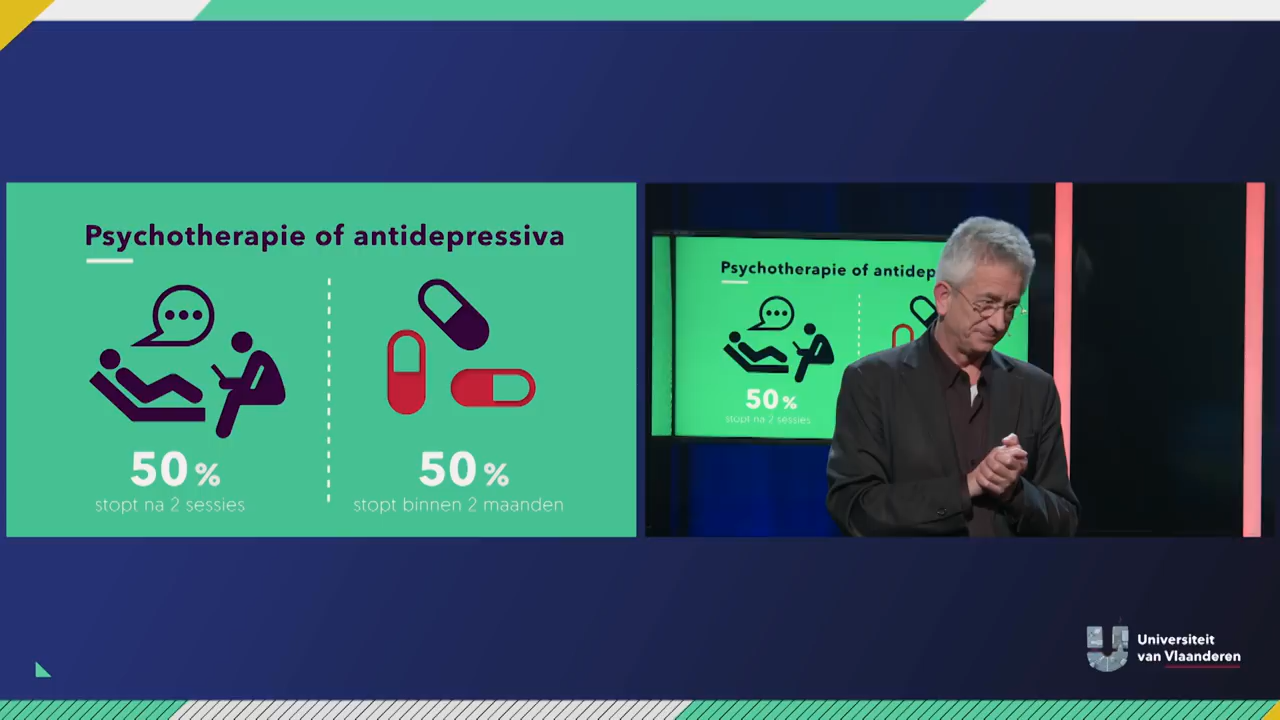 Psychotherapie of antidepressiva
50 %
stopt na 2 sessies
50 %
stopt binnen 2 maanden
Psychotherapie of antidep
50 %
stopt na 2 sessies
Universiteit
van Vlaanderen